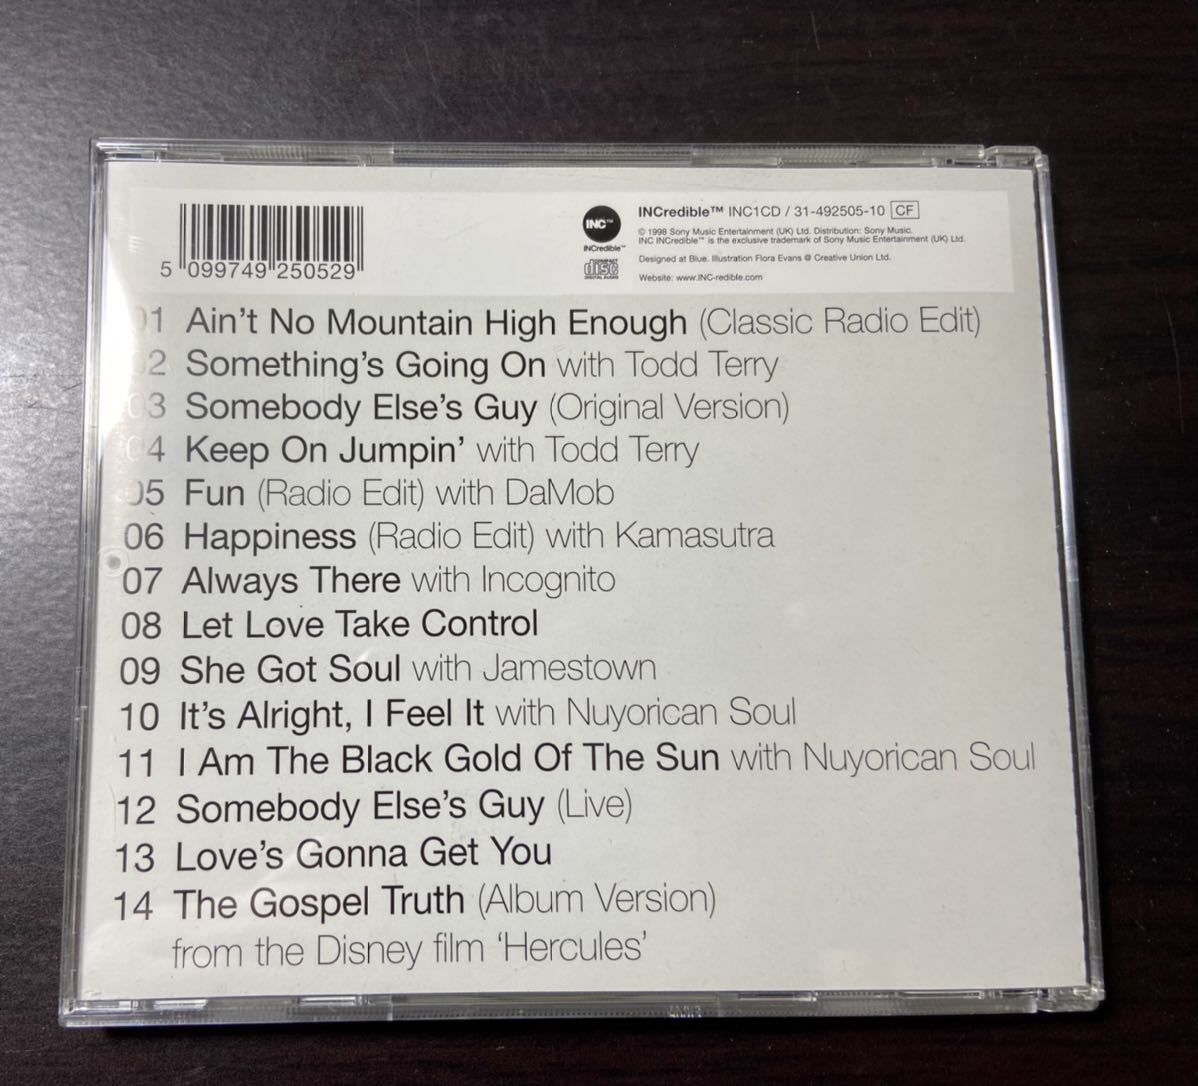 5 099749 250529
INC™
INCredible™
COMPACT
disc
DIGITAL AUDIO
INCredible™ INC1CD / 31-492505-10 CF
© 1998 Sony Music Entertainment (UK) Ltd. Distribution: Sony Music.
INC INCredible™ is the exclusive trademark of Sony Music Entertainment (UK) Ltd.
Designed at Blue. Illustration Flora Evans @ Creative Union Ltd.
Website: www.INC-redible.com
01 Ain't No Mountain High Enough (Classic Radio Edit)
02 Something's Going On with Todd Terry
03 Somebody Else's Guy (Original Version)
04 Keep On Jumpin' with Todd Terry
05 Fun (Radio Edit) with DaMob
06 Happiness (Radio Edit) with Kamasutra
07 Always There with Incognito
08 Let Love Take Control
09 She Got Soul with Jamestown
10 It's Alright, I Feel It with Nuyorican Soul
11 I Am The Black Gold Of The Sun with Nuyorican Soul
12 Somebody Else's Guy (Live)
13 Love's Gonna Get You
14 The Gospel Truth (Album Version)
from the Disney film 'Hercules'